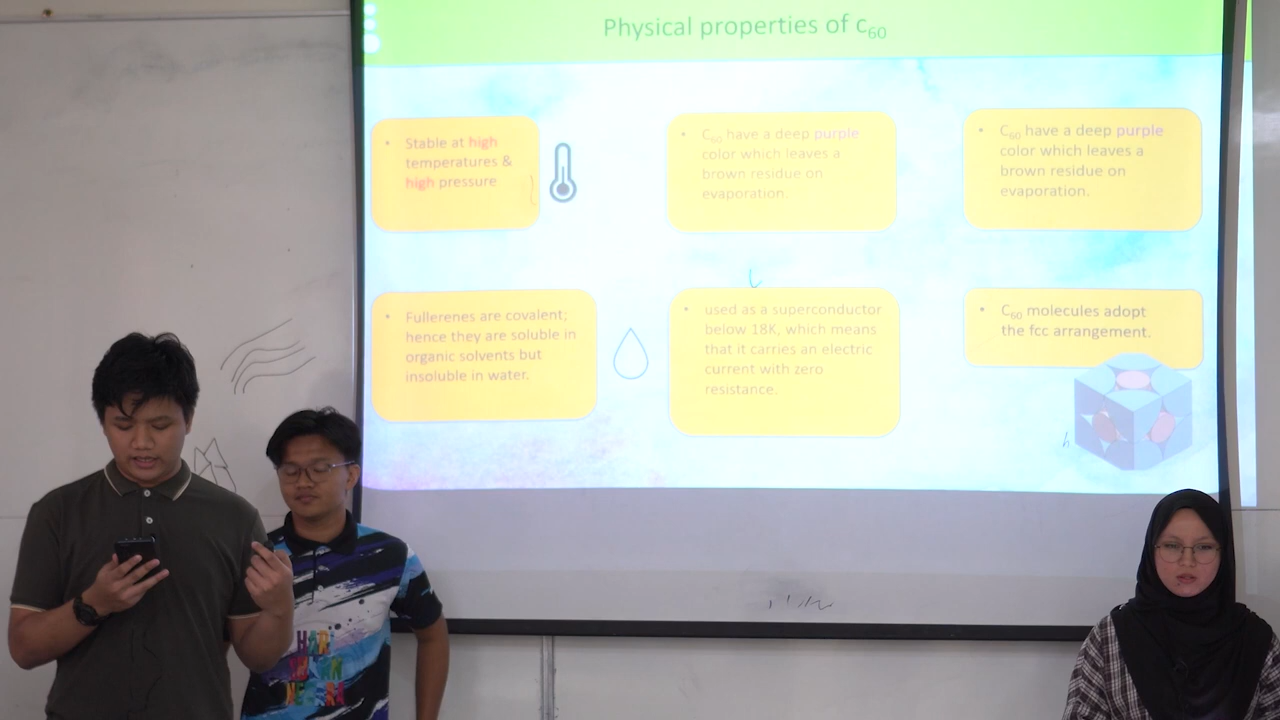 Physical properties of c60
• Stable at high
temperatures &
high pressure
• C60 have a deep purple
color which leaves a
brown residue on
evaporation.
• C60 have a deep purple
color which leaves a
brown residue on
evaporation.
• Fullerenes are covalent;
hence they are soluble in
organic solvents but
insoluble in water.
• used as a superconductor
below 18K, which means
that it carries an electric
current with zero
resistance.
• C60 molecules adopt
the fcc arrangement.
HARI
SUKAN
NEGARA